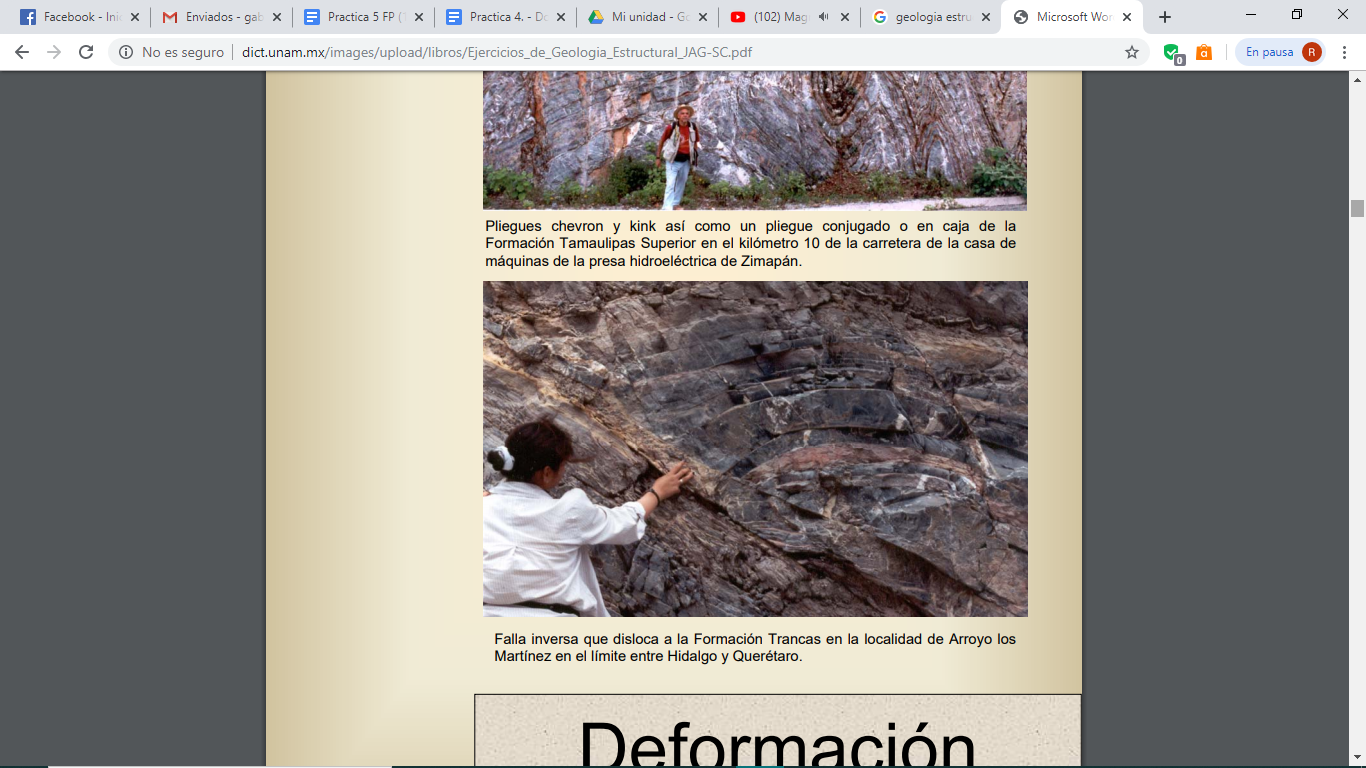 Facebook - Ini
Enviados - gab
Practica 5 FP (1
Practica 4. - Do
Mi unidad - Go
(102) Mag
geologia estru
Microsoft Wor
No es seguro
dict.unam.mx/images/upload/libros/Ejercicios_de_Geologia_Estructural_JAG-SC.pdf
0
a
En pausa
R
Pliegues chevron y kink así como un pliegue conjugado o en caja de la
Formación Tamaulipas Superior en el kilómetro 10 de la carretera de la casa de
máquinas de la presa hidroeléctrica de Zimapán.
Falla inversa que disloca a la Formación Trancas en la localidad de Arroyo los
Martínez en el límite entre Hidalgo y Querétaro.
Deformación